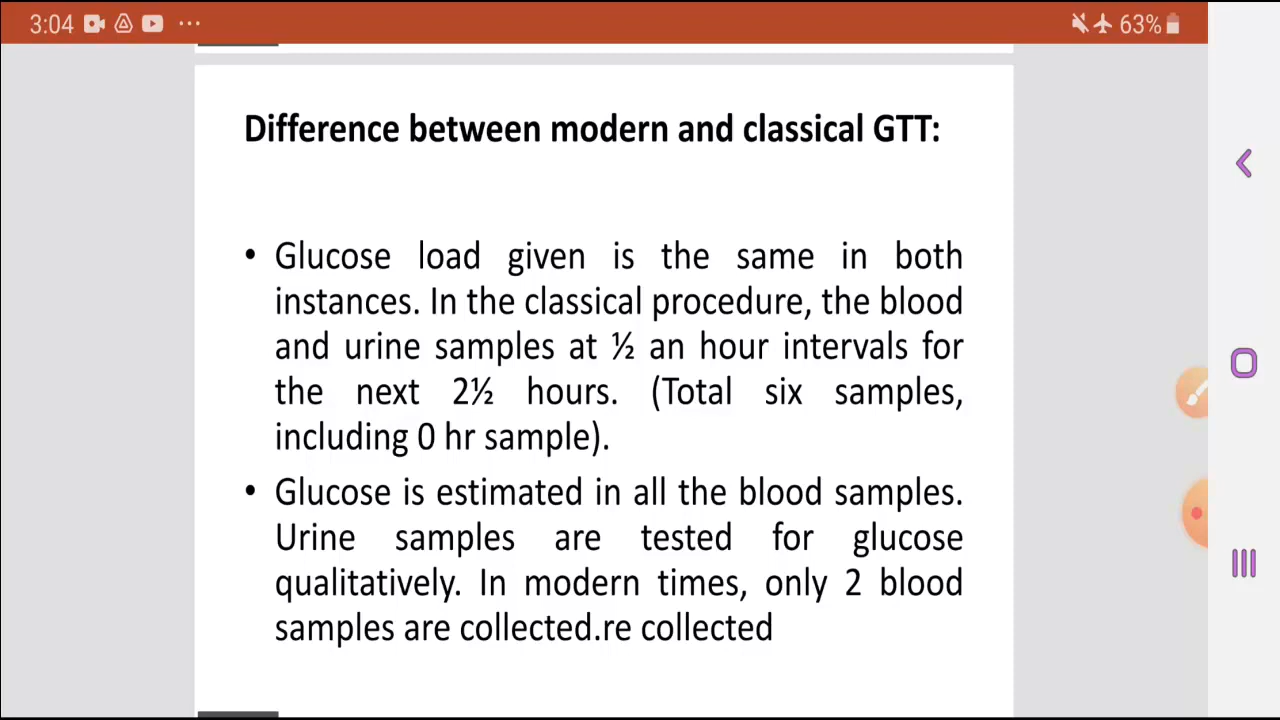 3:04
63%
Difference between modern and classical GTT:
• Glucose load given is the same in both
instances. In the classical procedure, the blood
and urine samples at ½ an hour intervals for
the next 2½ hours. (Total six samples,
including 0 hr sample).
• Glucose is estimated in all the blood samples.
Urine samples are tested for glucose
qualitatively. In modern times, only 2 blood
samples are collected.re collected